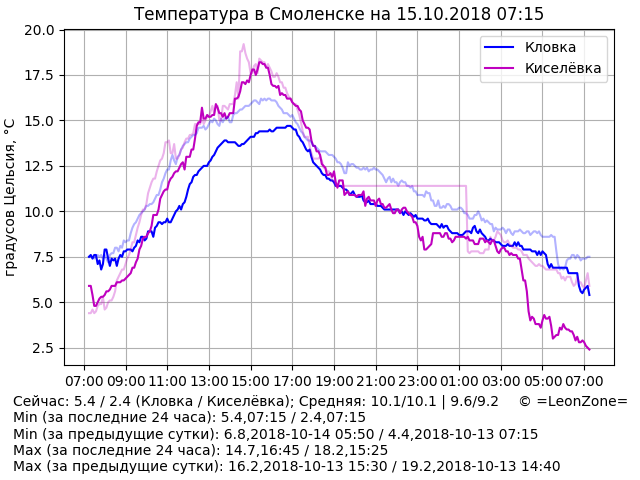 Температура в Смоленске на 15.10.2018 07:15
градусов Цельсия, °C
20.0
17.5
15.0
12.5
10.0
7.5
5.0
2.5
Кловка
Киселёвка
07:00 09:00 11:00 13:00 15:00 17:00 19:00 21:00 23:00 01:00 03:00 05:00 07:00
Сейчас: 5.4 / 2.4 (Кловка / Киселёвка); Средняя: 10.1/10.1 | 9.6/9.2 © =LeonZone=
Min (за последние 24 часа): 5.4,07:15 / 2.4,07:15
Min (за предыдущие сутки): 6.8,2018-10-14 05:50 / 4.4,2018-10-13 07:15
Max (за последние 24 часа): 14.7,16:45 / 18.2,15:25
Max (за предыдущие сутки): 16.2,2018-10-13 15:30 / 19.2,2018-10-13 14:40